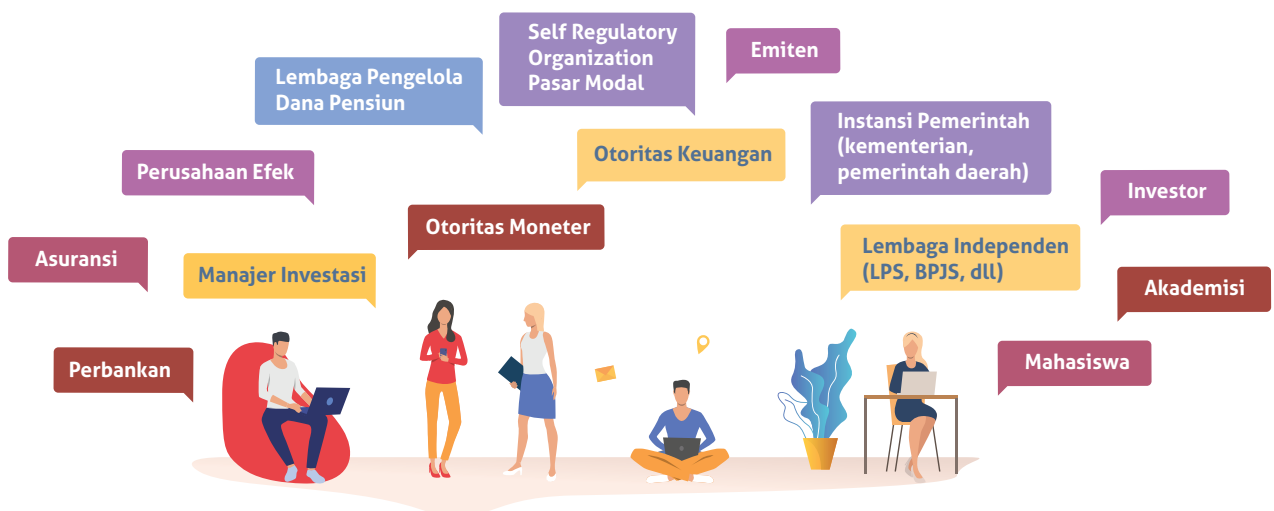 Self Regulatory
Organization
Pasar Modal
Emiten
Lembaga Pengelola
Dana Pensiun
Instansi Pemerintah
(kementerian,
pemerintah daerah)
Otoritas Keuangan
Perusahaan Efek
Investor
Otoritas Moneter
Asuransi
Manajer Investasi
Lembaga Independen
(LPS, BPJS, dll)
Akademisi
Perbankan
Mahasiswa